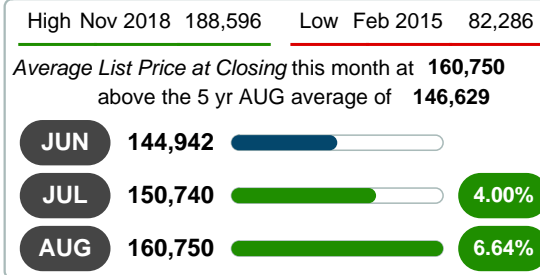 High Nov 2018 188,596 Low Feb 2015 82,286
Average List Price at Closing this month at 160,750
above the 5 yr AUG average of 146,629
JUN 144,942
JUL 150,740 4.00%
AUG 160,750 6.64%